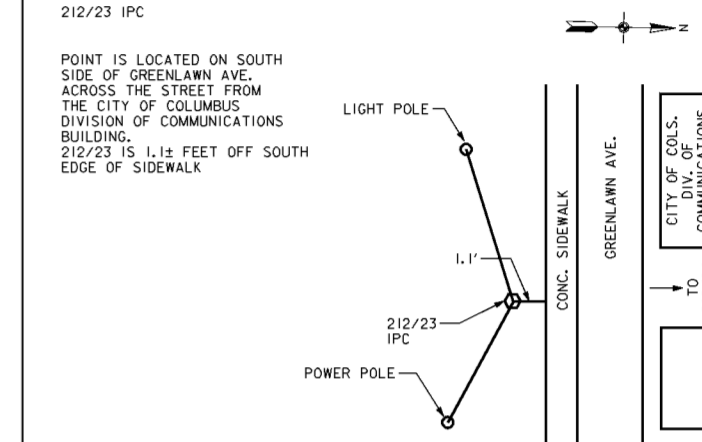 212/23 IPC
POINT IS LOCATED ON SOUTH
SIDE OF GREENLAWN AVE.
ACROSS THE STREET FROM
THE CITY OF COLUMBUS
DIVISION OF COMMUNICATIONS
BUILDING.
212/23 IS 1.1± FEET OFF SOUTH
EDGE OF SIDEWALK
N
LIGHT POLE
1.1'
212/23
IPC
POWER POLE
CONC. SIDEWALK
GREENLAWN AVE.
CITY OF COLS.
DIV. OF
COMMUNICATIONS
TO